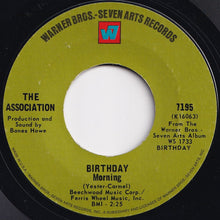 WARNER BROS.-SEVEN ARTS RECORDS
W7
THE
ASSOCIATION
Produced and
Sound by
Bones Howe
7195
(K16063)
From The
Warner Bros.-
Seven Arts Album
WS 1733
BIRTHDAY
BIRTHDAY
Morning
(Yester-Carmel)
Beechwood Music Corp./
Ferris Wheel Music Inc.
BMI - 2:25